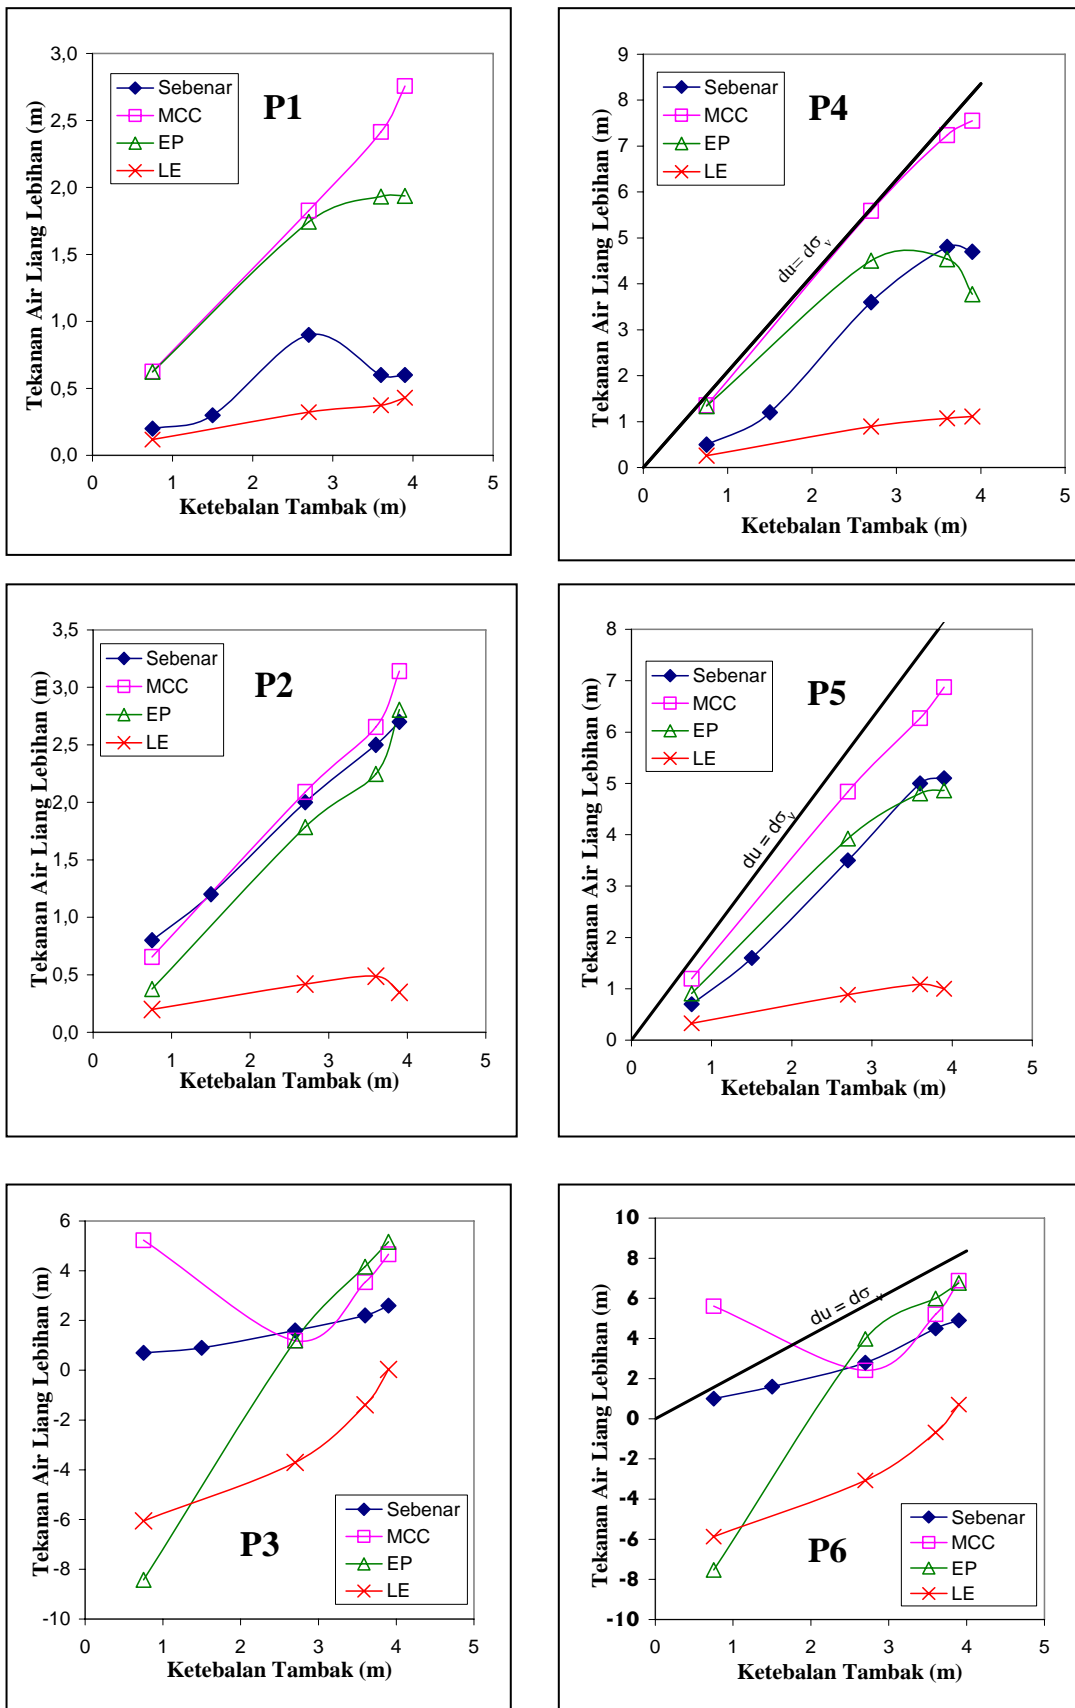 P1
Sebenar
MCC
EP
LE
Tekanan Air Liang Lebihan (m)
3,0
2,5
2,0
1,5
1,0
0,5
0,0
0 1 2 3 4 5
Ketebalan Tambak (m)
P4
Sebenar
MCC
EP
LE
du= dσv
Tekanan Air Liang Lebihan (m)
9
8
7
6
5
4
3
2
1
0
0 1 2 3 4 5
Ketebalan Tambak (m)
P2
Sebenar
MCC
EP
LE
Tekanan Air Liang Lebihan (m)
3,5
3,0
2,5
2,0
1,5
1,0
0,5
0,0
0 1 2 3 4 5
Ketebalan Tambak (m)
P5
Sebenar
MCC
EP
LE
du = dσv
Tekanan Air Liang Lebihan (m)
8
7
6
5
4
3
2
1
0
0 1 2 3 4 5
Ketebalan Tambak (m)
P3
Sebenar
MCC
EP
LE
Tekanan Air Liang Lebihan (m)
6
4
2
0
-2
-4
-6
-8
-10
0 1 2 3 4 5
Ketebalan Tambak (m)
P6
Sebenar
MCC
EP
LE
du = dσv
Tekanan Air Liang Lebihan (m)
10
8
6
4
2
0
-2
-4
-6
-8
-10
0 1 2 3 4 5
Ketebalan Tambak (m)